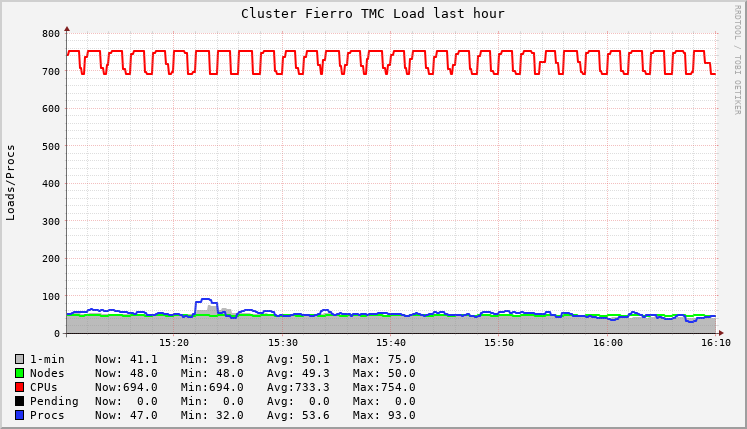 Cluster Fierro TMC Load last hour
RRDTOOL / TOBI OETIKER
Loads/Procs
800
700
600
500
400
300
200
100
0
15:20 15:30 15:40 15:50 16:00 16:10
1-min Now: 41.1 Min: 39.8 Avg: 50.1 Max: 75.0
Nodes Now: 48.0 Min: 48.0 Avg: 49.3 Max: 50.0
CPUs Now:694.0 Min:694.0 Avg:733.3 Max:754.0
Pending Now: 0.0 Min: 0.0 Avg: 0.0 Max: 0.0
Procs Now: 47.0 Min: 32.0 Avg: 53.6 Max: 93.0